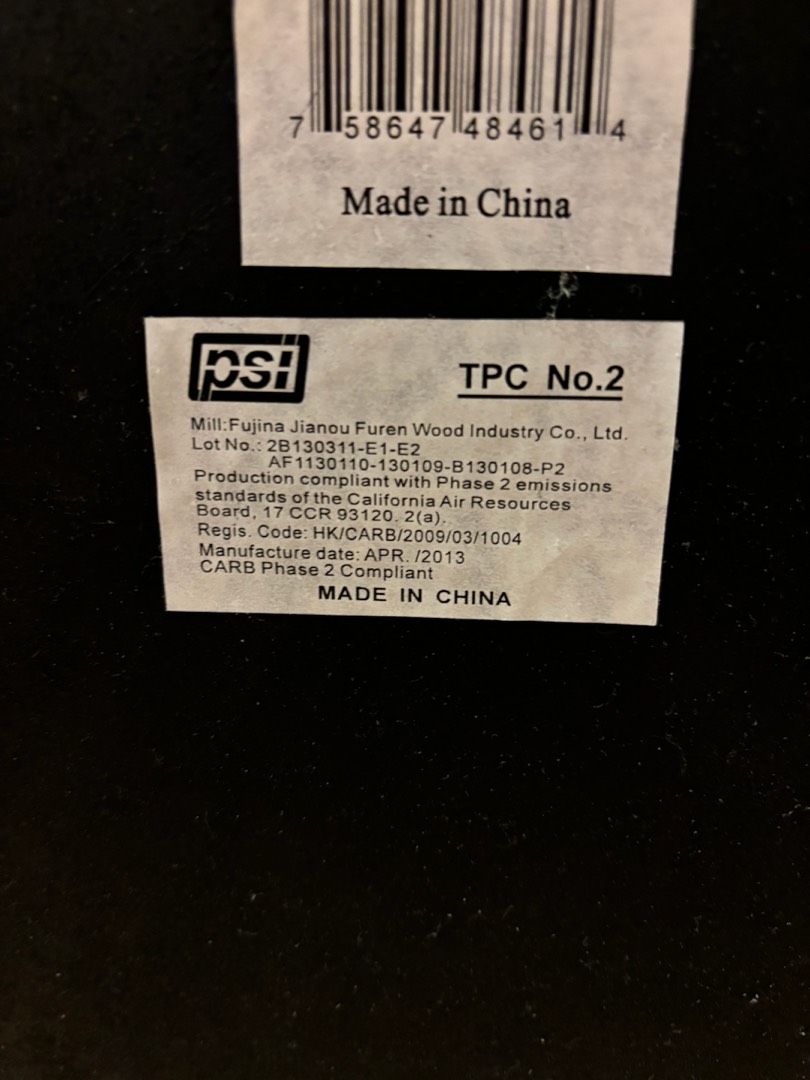 7 58647 48461 4
Made in China
psi
TPC No.2
Mill:Fujina Jianou Furen Wood Industry Co., Ltd.
Lot No.: 2B130311-E1-E2
AF1130110-130109-B130108-P2
Production compliant with Phase 2 emissions
standards of the California Air Resources
Board, 17 CCR 93120. 2(a).
Regis. Code: HK/CARB/2009/03/1004
Manufacture date: APR. /2013
CARB Phase 2 Compliant
MADE IN CHINA